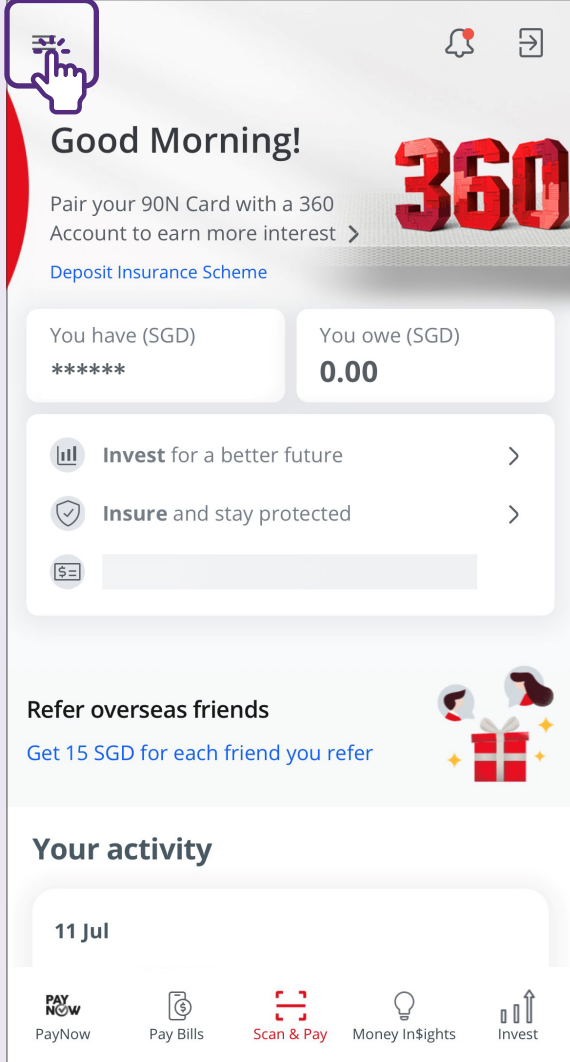 Good Morning!
360
Pair your 90N Card with a 360
Account to earn more interest
Deposit Insurance Scheme
You have (SGD)
******
You owe (SGD)
0.00
Invest for a better future
Insure and stay protected
Refer overseas friends
Get 15 SGD for each friend you refer
Your activity
11 Jul
PAY
NOW
PayNow
Pay Bills
Scan & Pay
Money In$ights
Invest